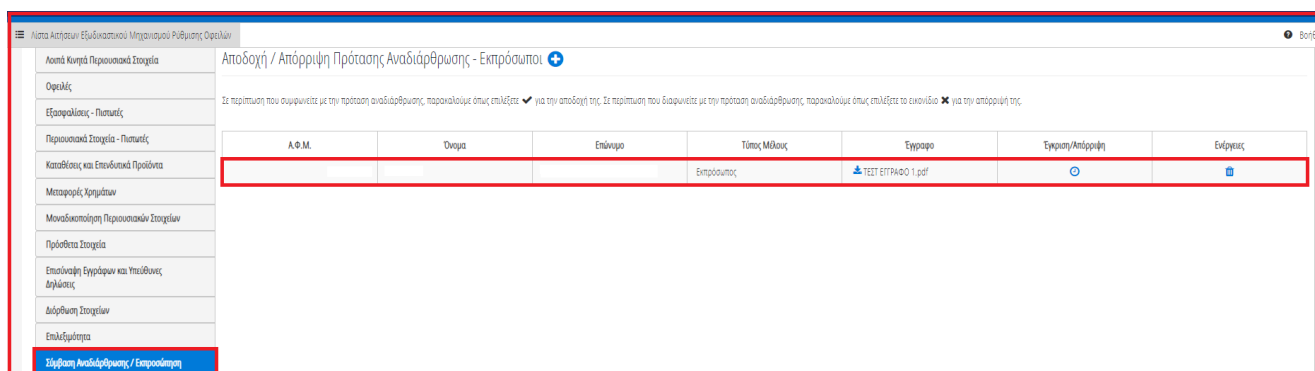 Λίστα Αιτήσεων Εξωδικαστικού Μηχανισμού Ρύθμισης Οφειλών
Βοήθ
Λοιπά Κινητά Περιουσιακά Στοιχεία
Οφειλές
Εξασφαλίσεις - Πιστωτές
Περιουσιακά Στοιχεία - Πιστωτές
Καταθέσεις και Επενδυτικά Προϊόντα
Μεταφορές Χρημάτων
Μοναδικοποίηση Περιουσιακών Στοιχείων
Πρόσθετα Στοιχεία
Επισύναψη Εγγράφων και Υπεύθυνες
Δηλώσεις
Διόρθωση Στοιχείων
Επιλεξιμότητα
Σύμβαση Αναδιάρθρωσης / Εκπροσώπηση
Αποδοχή / Απόρριψη Πρότασης Αναδιάρθρωσης - Εκπρόσωποι
Σε περίπτωση που συμφωνείτε με την πρόταση αναδιάρθρωσης, παρακαλούμε όπως επιλέξετε ✔ για την αποδοχή της. Σε περίπτωση που διαφωνείτε με την πρόταση αναδιάρθρωσης, παρακαλούμε όπως επιλέξετε το εικονίδιο ✖ για την απόρριψή της.
Α.Φ.Μ. Όνομα Επώνυμο Τύπος Μέλους Έγγραφο Έγκριση/Απόρριψη Ενέργειες
Εκπρόσωπος ΤΕΣΤ ΕΓΓΡΑΦΟ 1.pdf